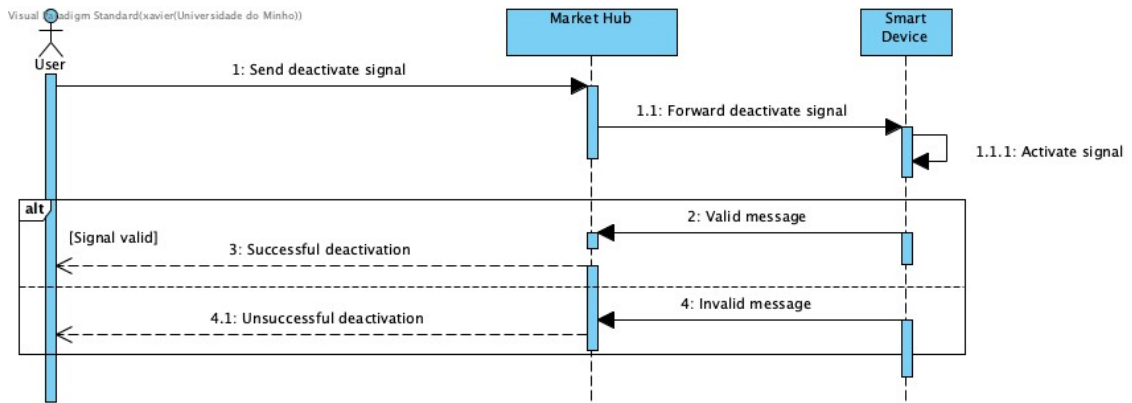 Visual Paradigm Standard(xavier(Universidade do Minho))
Market Hub
Smart
Device
User
1: Send deactivate signal
1.1: Forward deactivate signal
1.1.1: Activate signal
alt
2: Valid message
[Signal valid]
3: Successful deactivation
4: Invalid message
4.1: Unsuccessful deactivation